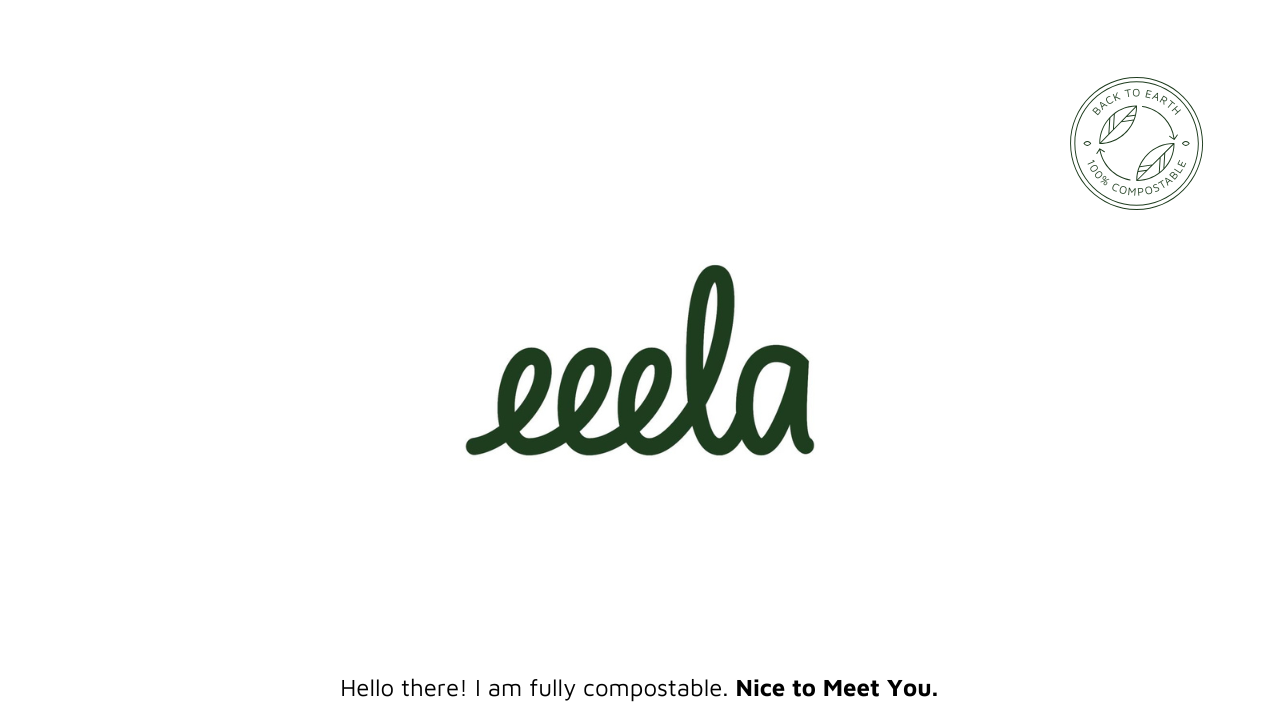 BACK TO EARTH
100% COMPOSTABLE
eeela
Hello there! I am fully compostable. Nice to Meet You.